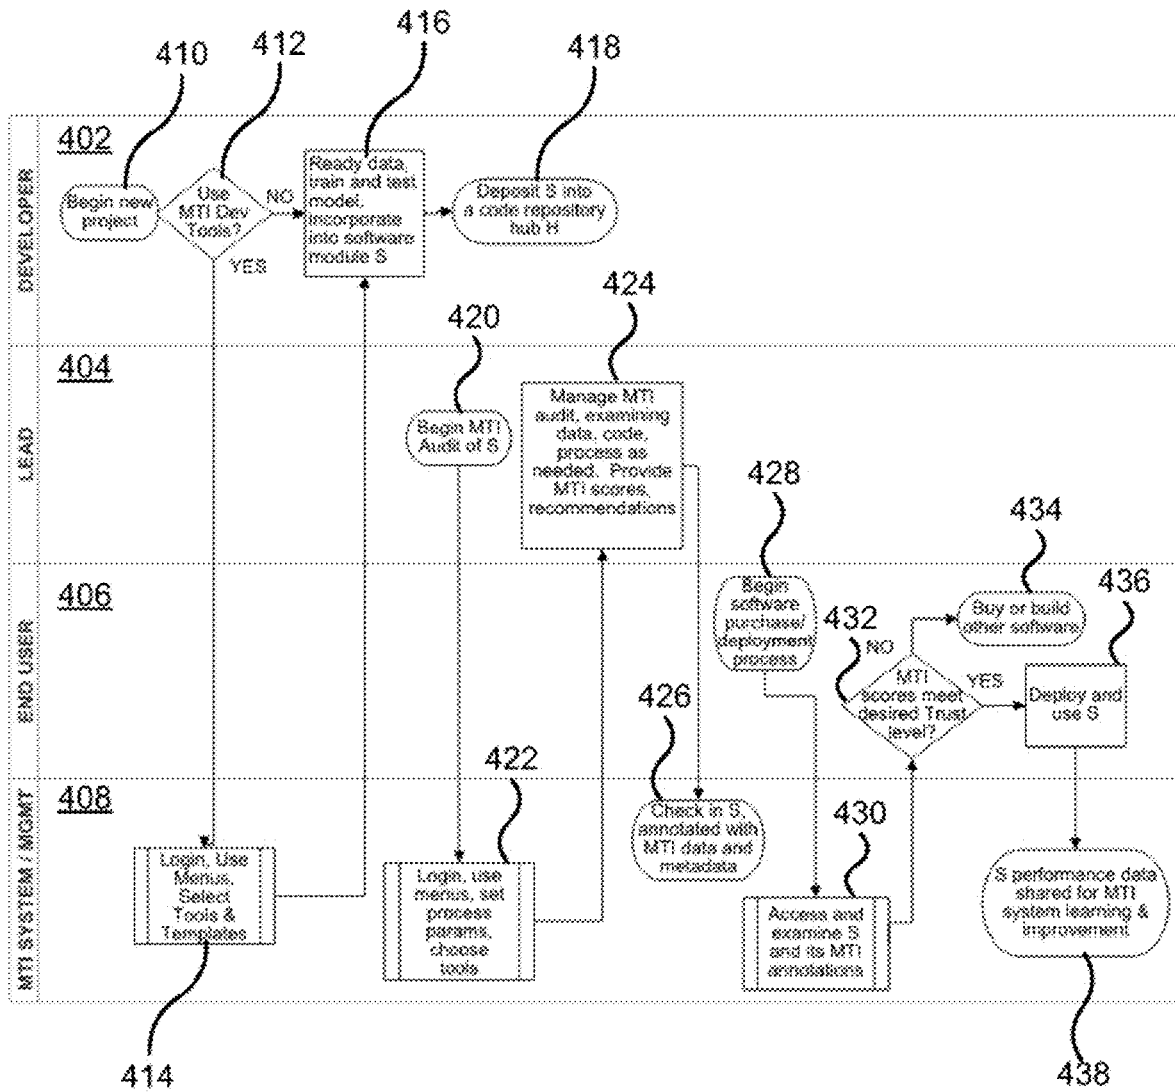 410
412
416
418
DEVELOPER
402
Begin new
project
Use
MTI Dev
Tools?
NO
YES
Ready data,
train and test
model,
incorporate
into software
module S
Deposit S into
a code repository
hub H
LEAD
404
420
Begin MTI
Audit of S
424
Manage MTI
audit, examining
data, code,
process as
needed. Provide
MTI scores,
recommendations
428
434
436
END USER
406
Begin
software
purchase/
deployment
process
432
NO
Buy or build
other software
MTI
scores meet
desired Trust
level?
YES
Deploy and
use S
426
422
MTI SYSTEM / MGMT
408
Login, Use
Menus,
Select
Tools &
Templates
Login, use
menus, set
process
params,
choose
tools
Check in S,
annotated with
MTI data and
metadata
430
Access and
examine S
and its MTI
annotations
S performance data
shared for MTI
system learning &
improvement
414
438